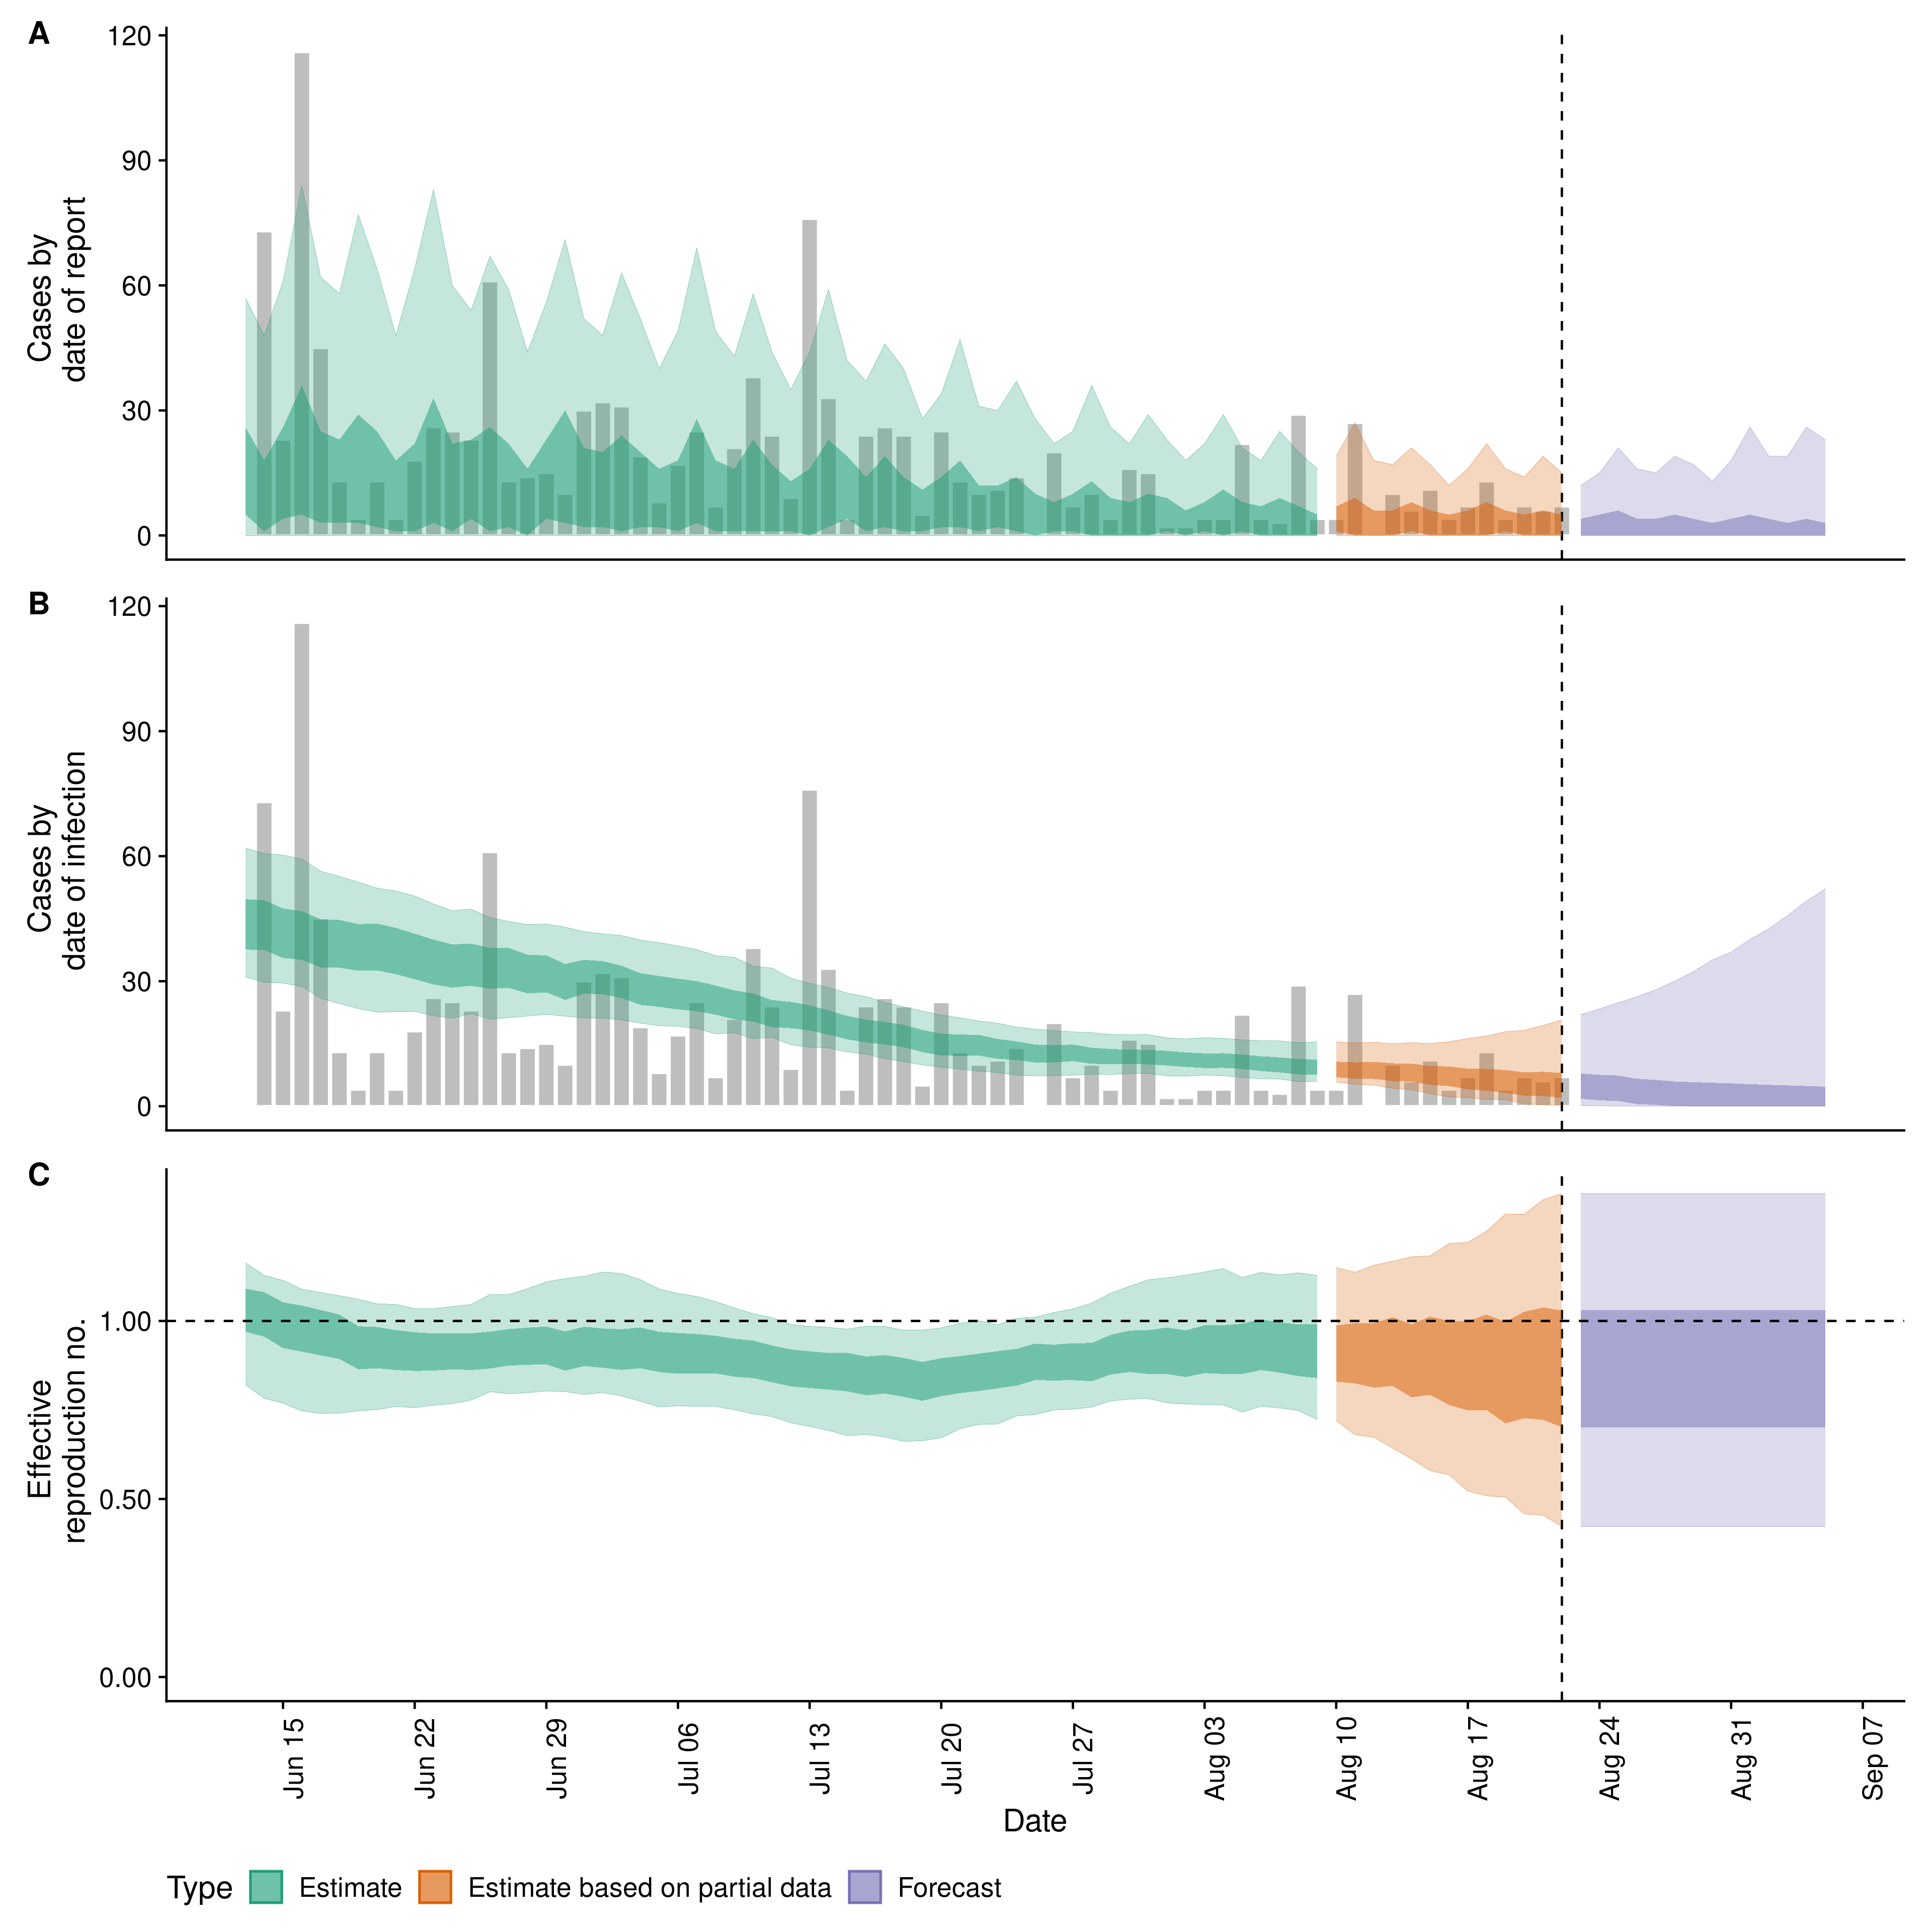 A
120
90
60
30
0
Cases by
date of report
B
120
90
60
30
0
Cases by
date of infection
C
1.00
0.50
0.00
Effective
reproduction no.
Jun 15
Jun 22
Jun 29
Jul 06
Jul 13
Jul 20
Jul 27
Aug 03
Aug 10
Aug 17
Aug 24
Aug 31
Sep 07
Date
Type Estimate Estimate based on partial data Forecast